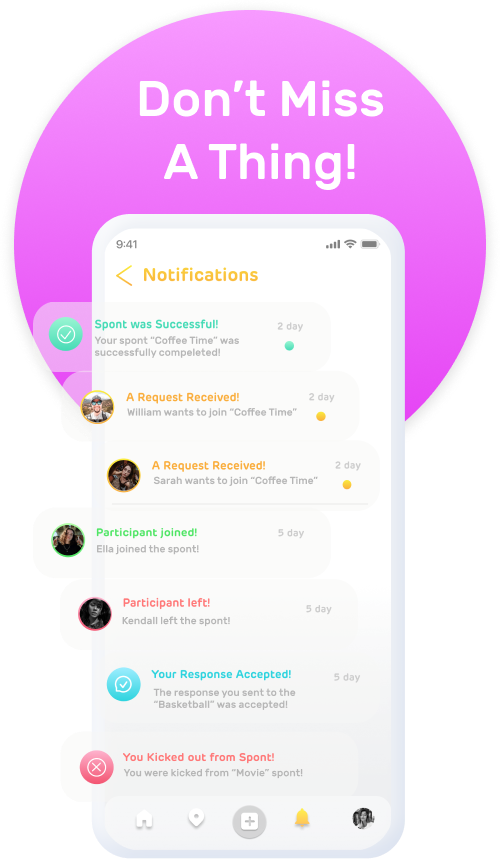 Don't Miss
A Thing!
9:41
Notifications
Spont was Successful!
2 day
Your spont "Coffee Time" was
successfully compeleted!
A Request Received!
2 day
William wants to join "Coffee Time"
A Request Received!
2 day
Sarah wants to join "Coffee Time"
Participant joined!
5 day
Ella joined the spont!
Participant left!
5 day
Kendall left the spont!
Your Response Accepted!
5 day
The response you sent to the
"Basketball" was accepted!
You Kicked out from Spont!
You were kicked from "Movie" spont!